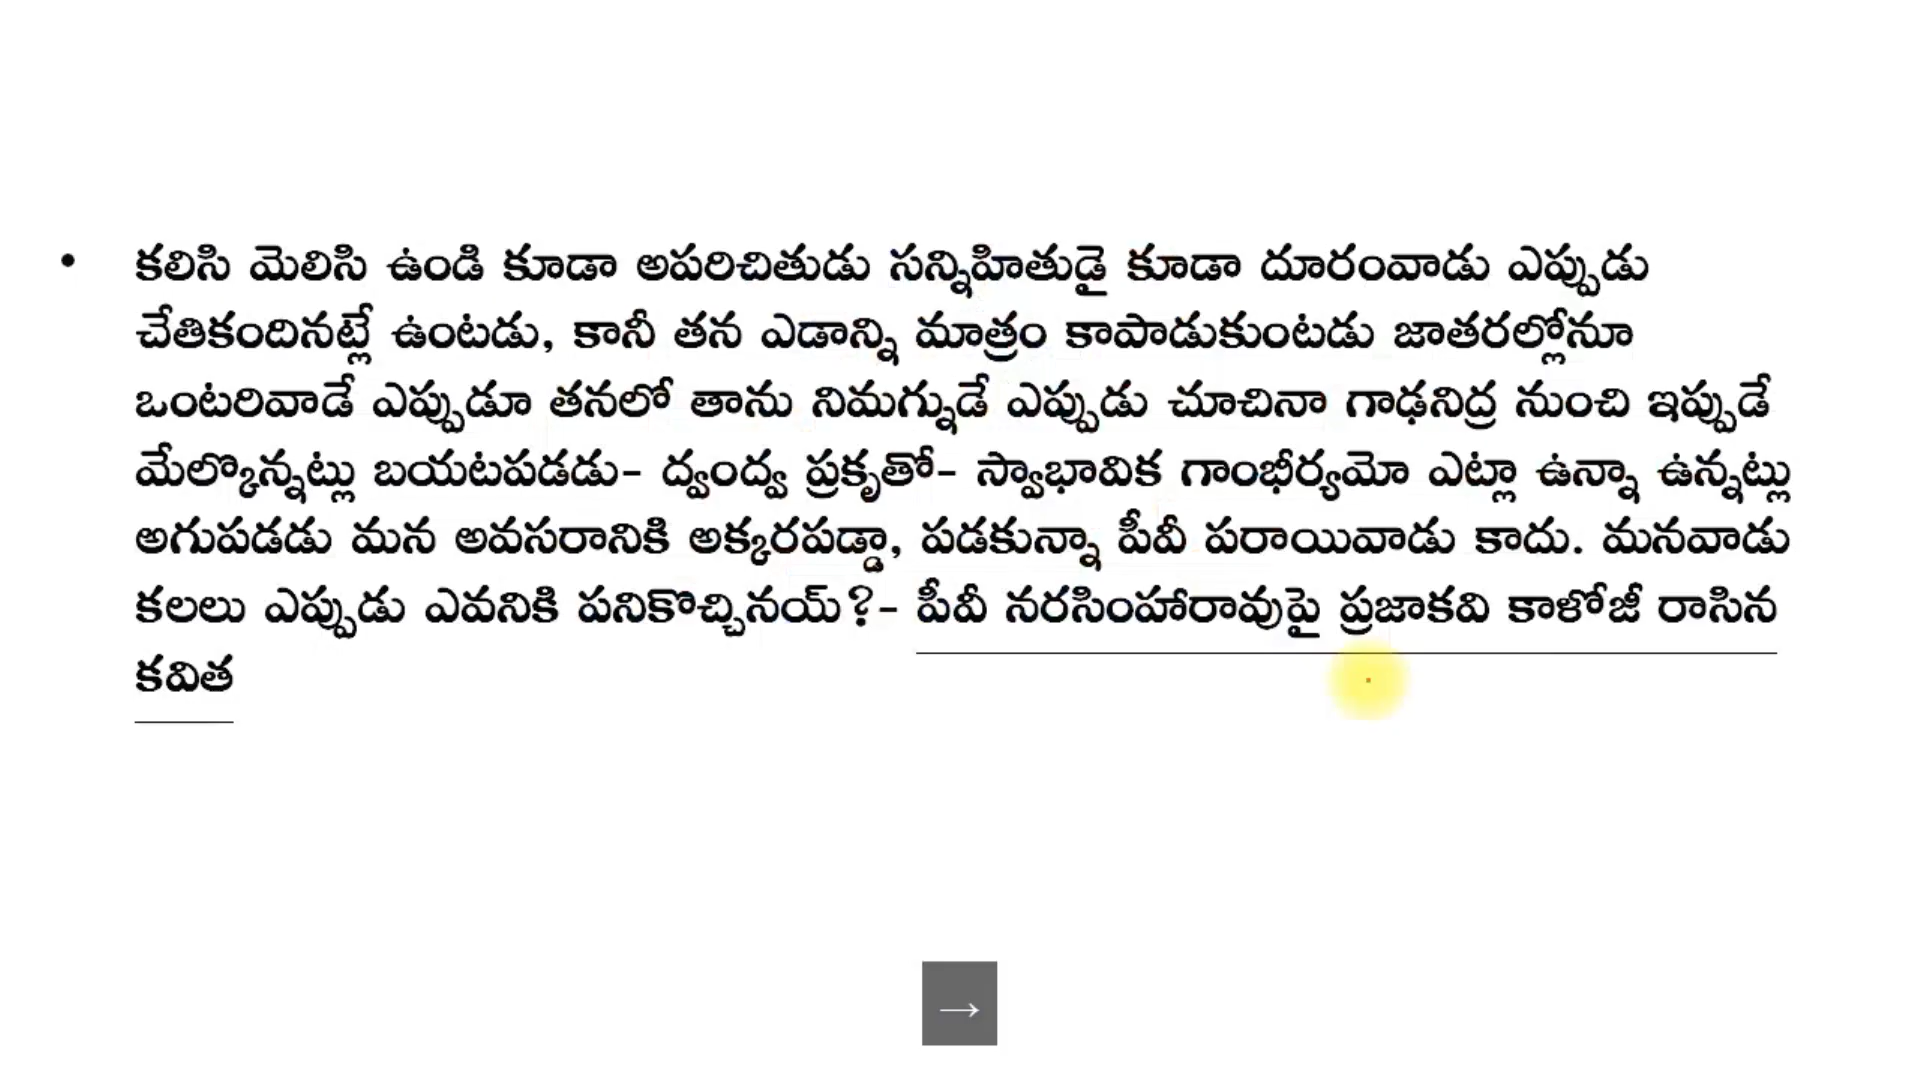 • కలిసి మెలిసి ఉండి కూడా అపరిచితుడు సన్నిహితుడై కూడా దూరంవాడు ఎప్పుడు
చేతికందినట్లే ఉంటడు, కానీ తన ఎడాన్ని మాత్రం కాపాడుకుంటడు జాతరల్లోనూ
ఒంటరివాడే ఎప్పుడూ తనలో తాను నిమగ్నుడే ఎప్పుడు చూచినా గాఢనిద్ర నుంచి ఇప్పుడే
మేల్కొన్నట్లు బయటపడడు- ద్వంద్వ ప్రకృతో- స్వాభావిక గాంభీర్యమో ఎట్లా ఉన్నా ఉన్నట్లు
అగుపడడు మన అవసరానికి అక్కరపడ్డా, పడకున్నా పీవీ పరాయివాడు కాదు. మనవాడు
కలలు ఎప్పుడు ఎవనికి పనికొచ్చినయ్?- పీవీ నరసింహారావుపై ప్రజాకవి కాళోజీ రాసిన
కవిత
→